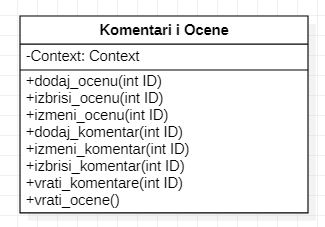 Komentari i Ocene
-Context: Context
+dodaj_ocenu(int ID)
+izbrisi_ocenu(int ID)
+izmeni_ocenu(int ID)
+dodaj_komentar(int ID)
+izmeni_komentar(int ID)
+izbrisi_komentar(int ID)
+vrati_komentare(int ID)
+vrati_ocene()